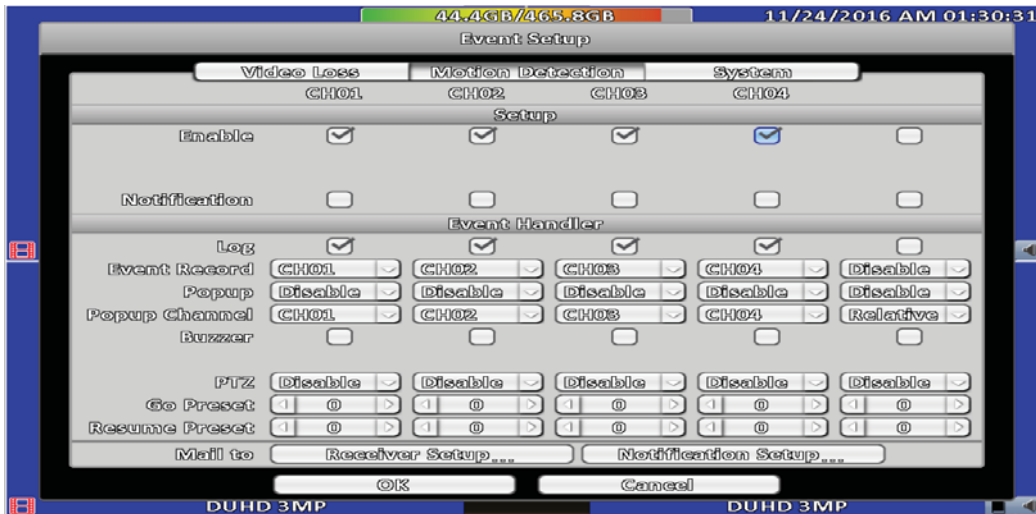 44.4GB/465.8GB 11/24/2016 AM 01:30:31
Event Setup
Video Loss Motion Detection System
CH01 CH02 CH03 CH04
Setup
Enable
Notification
Event Handler
Log
Event Record CH01 CH02 CH03 CH04 Disable
Popup Disable Disable Disable Disable Disable
Popup Channel CH01 CH02 CH03 CH04 Relative
Buzzer
PTZ Disable Disable Disable Disable Disable
Go Preset 0 0 0 0 0
Resume Preset 0 0 0 0 0
Mail to Receiver Setup... Notification Setup...
OK Cancel
DUHD 3MP DUHD 3MP